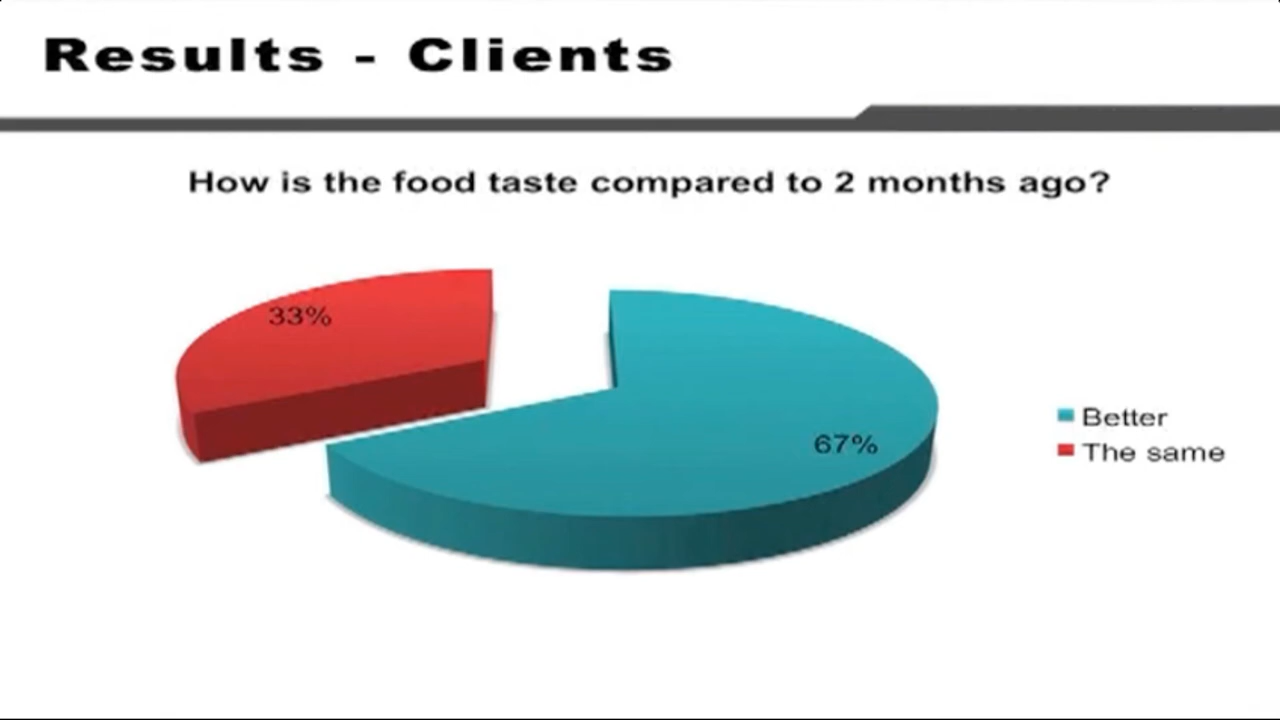 Results - Clients
How is the food taste compared to 2 months ago?
33%
67%
Better
The same